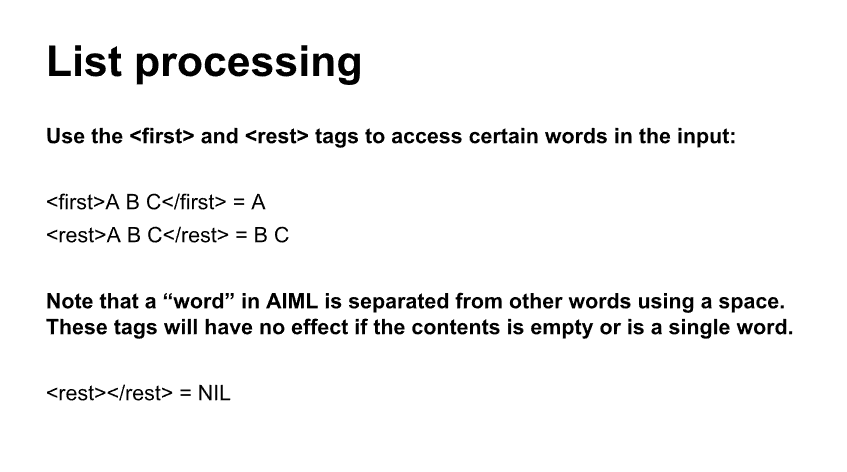 List processing
Use the <first> and <rest> tags to access certain words in the input:
<first>A B C</first> = A
<rest>A B C</rest> = B C
Note that a “word” in AIML is separated from other words using a space.
These tags will have no effect if the contents is empty or is a single word.
<rest></rest> = NIL